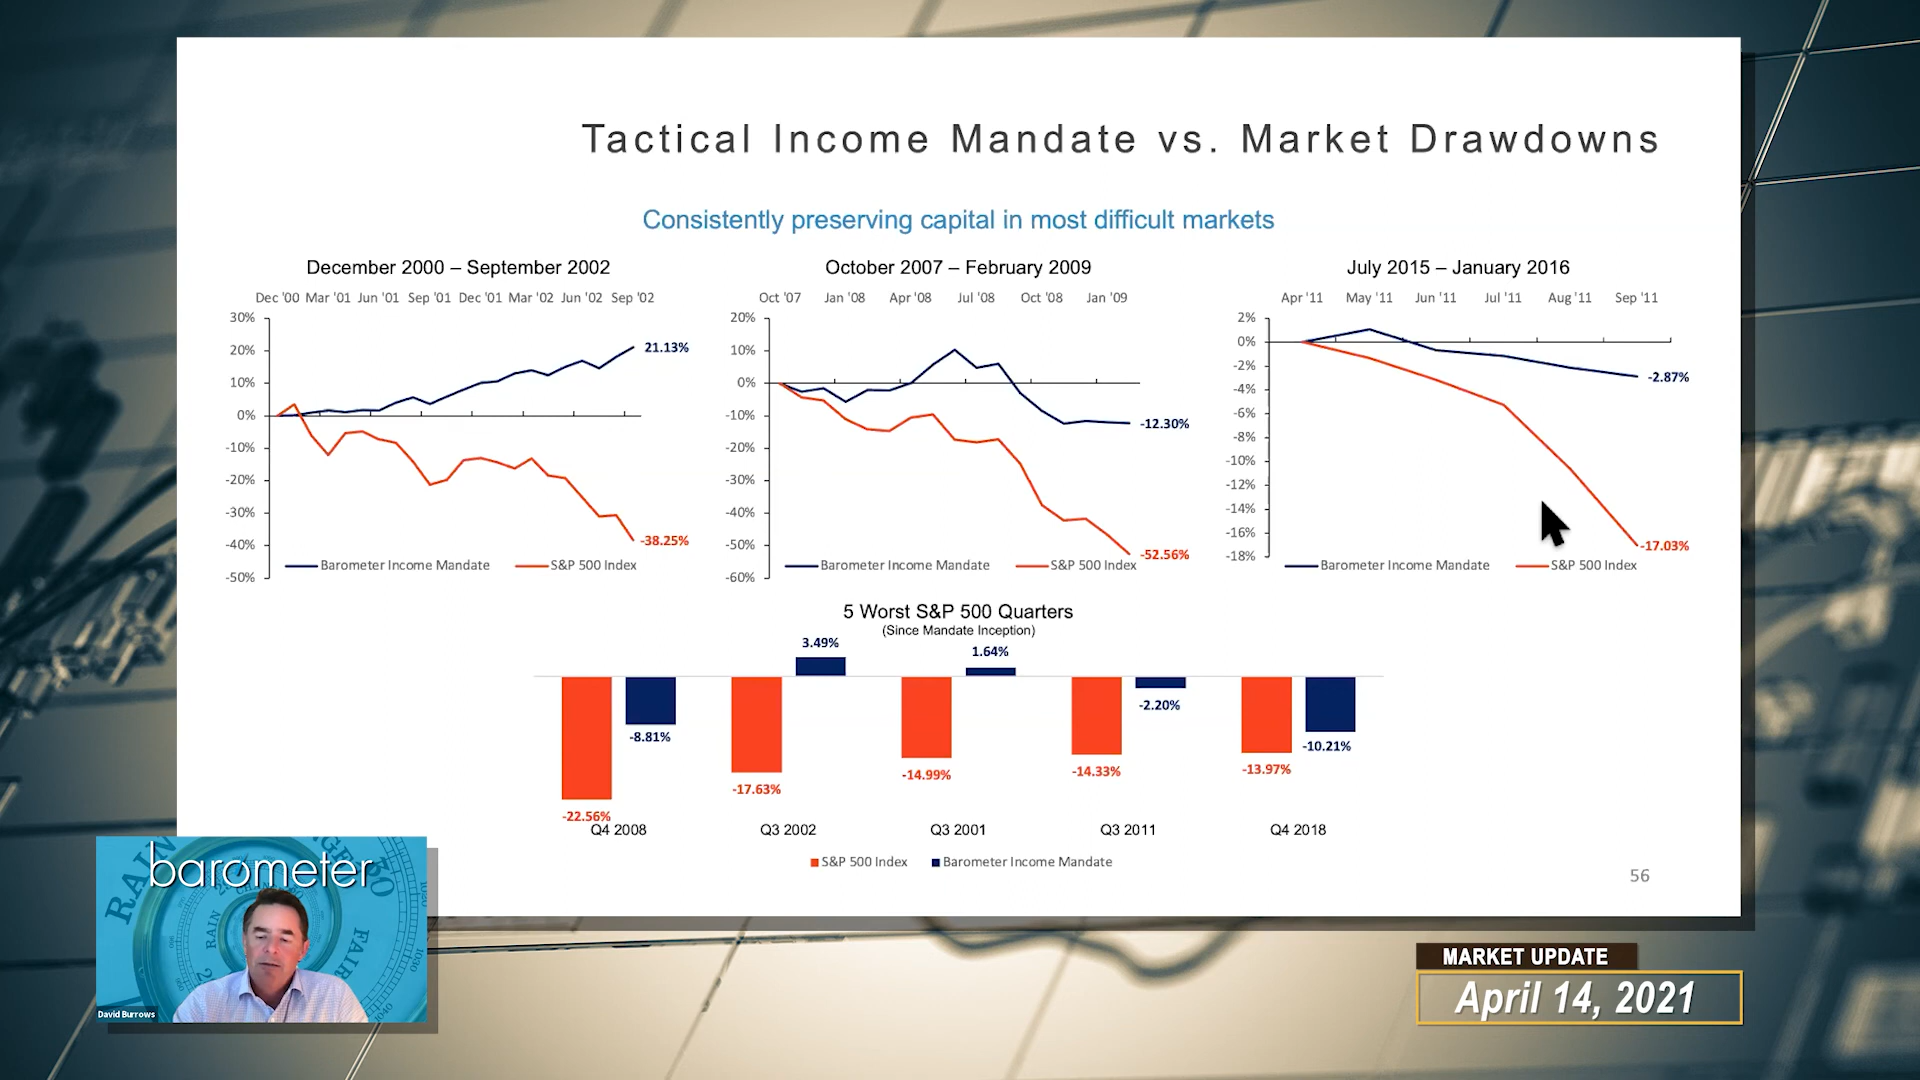 Tactical Income Mandate vs. Market Drawdowns
Consistently preserving capital in most difficult markets
December 2000 – September 2002
Dec '00 Mar '01 Jun '01 Sep '01 Dec '01 Mar '02 Jun '02 Sep '02
30%
20%
10%
0%
-10%
-20%
-30%
-40%
-50%
21.13%
-38.25%
Barometer Income Mandate S&P 500 Index
October 2007 – February 2009
Oct '07 Jan '08 Apr '08 Jul '08 Oct '08 Jan '09
20%
10%
0%
-10%
-20%
-30%
-40%
-50%
-60%
-12.30%
-52.56%
Barometer Income Mandate S&P 500 Index
July 2015 – January 2016
Apr '11 May '11 Jun '11 Jul '11 Aug '11 Sep '11
2%
0%
-2%
-4%
-6%
-8%
-10%
-12%
-14%
-16%
-18%
-2.87%
-17.03%
Barometer Income Mandate S&P 500 Index
5 Worst S&P 500 Quarters
(Since Mandate Inception)
3.49%
1.64%
-2.20%
-8.81%
-10.21%
-22.56%
-17.63%
-14.99%
-14.33%
-13.97%
Q4 2008 Q3 2002 Q3 2001 Q3 2011 Q4 2018
S&P 500 Index Barometer Income Mandate
56
barometer
RAIN
RAIN
FAIR
David Burrows
MARKET UPDATE
April 14, 2021